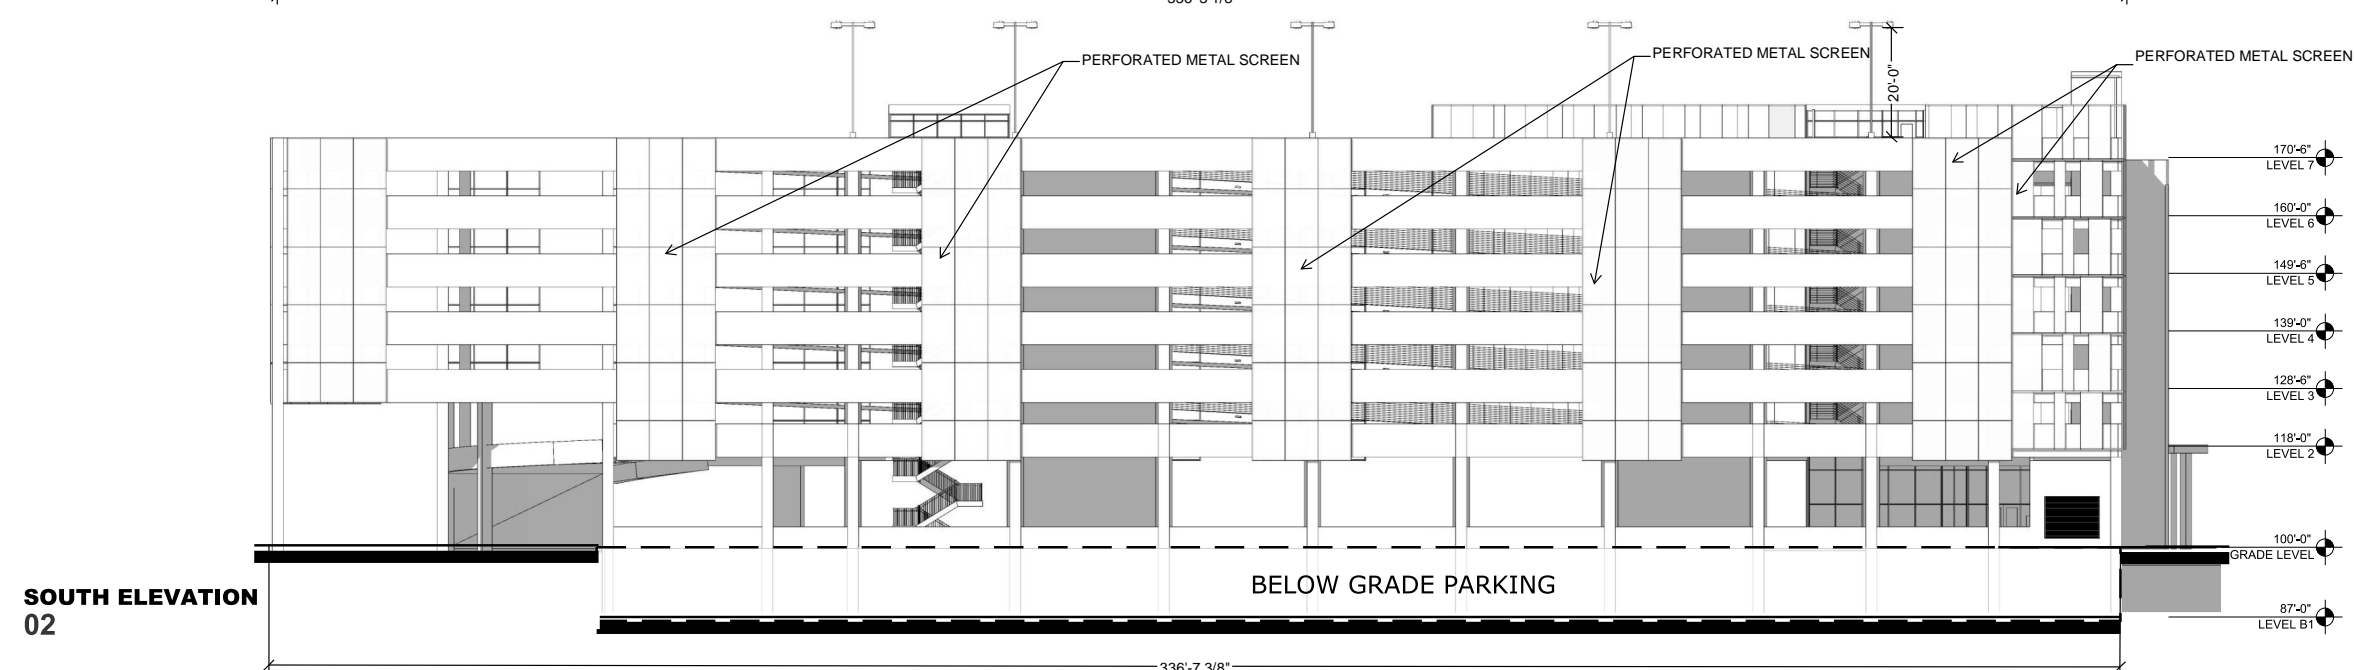 PERFORATED METAL SCREEN
PERFORATED METAL SCREEN
PERFORATED METAL SCREEN
20'-0"
170'-6"
LEVEL 7
160'-0"
LEVEL 6
149'-6"
LEVEL 5
139'-0"
LEVEL 4
128'-6"
LEVEL 3
118'-0"
LEVEL 2
100'-0"
GRADE LEVEL
BELOW GRADE PARKING
SOUTH ELEVATION
02
87'-0"
LEVEL B1
336'-7 3/8"